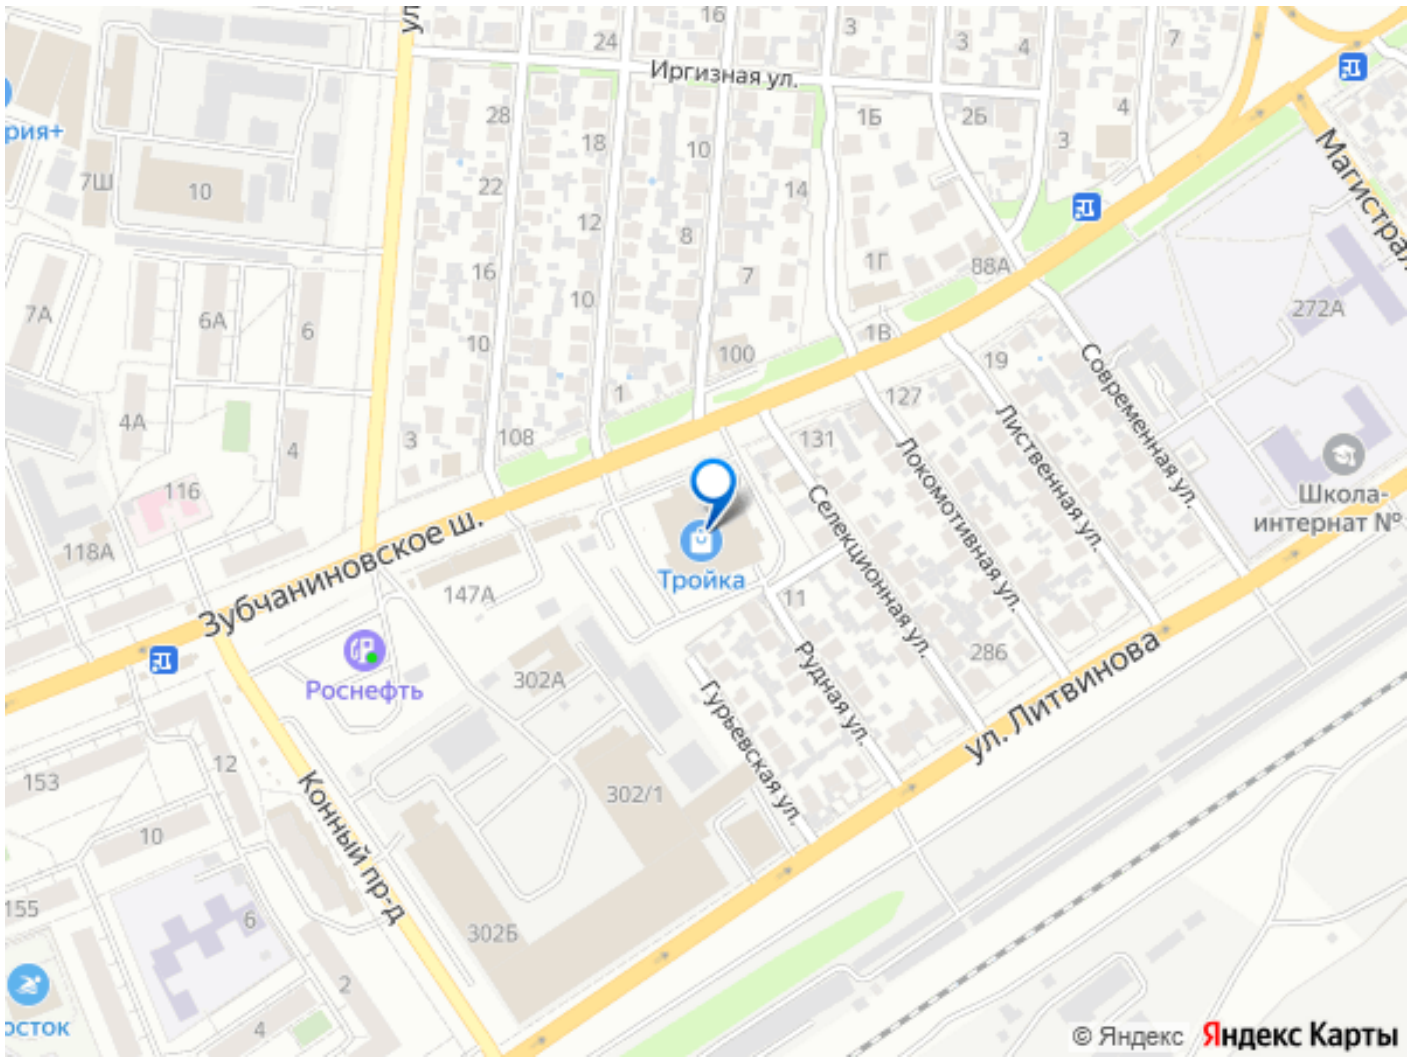 ул
16
24
3
3
4
7
Иргизная ул.
рия+
7Ш
10
28
18
10
1Б
2Б
3
4
22
14
12
8
Магистрал
16
7
1Г
88А
7А
6А
6
10
10
100
1В
19
272А
1
4А
4
3
108
131
127
Современная ул.
Лиственная ул.
Локомотивная ул.
Селекционная ул.
116
118А
Зубчаниновское ш.
147А
Тройка
11
Школа-
интернат №
Роснефть
302А
286
Рудная ул.
Гурьевская ул.
ул. Литвинова
153
12
302/1
Конный пр-д
10
155
6
302Б
2
4
осток
© Яндекс Яндекс Карты